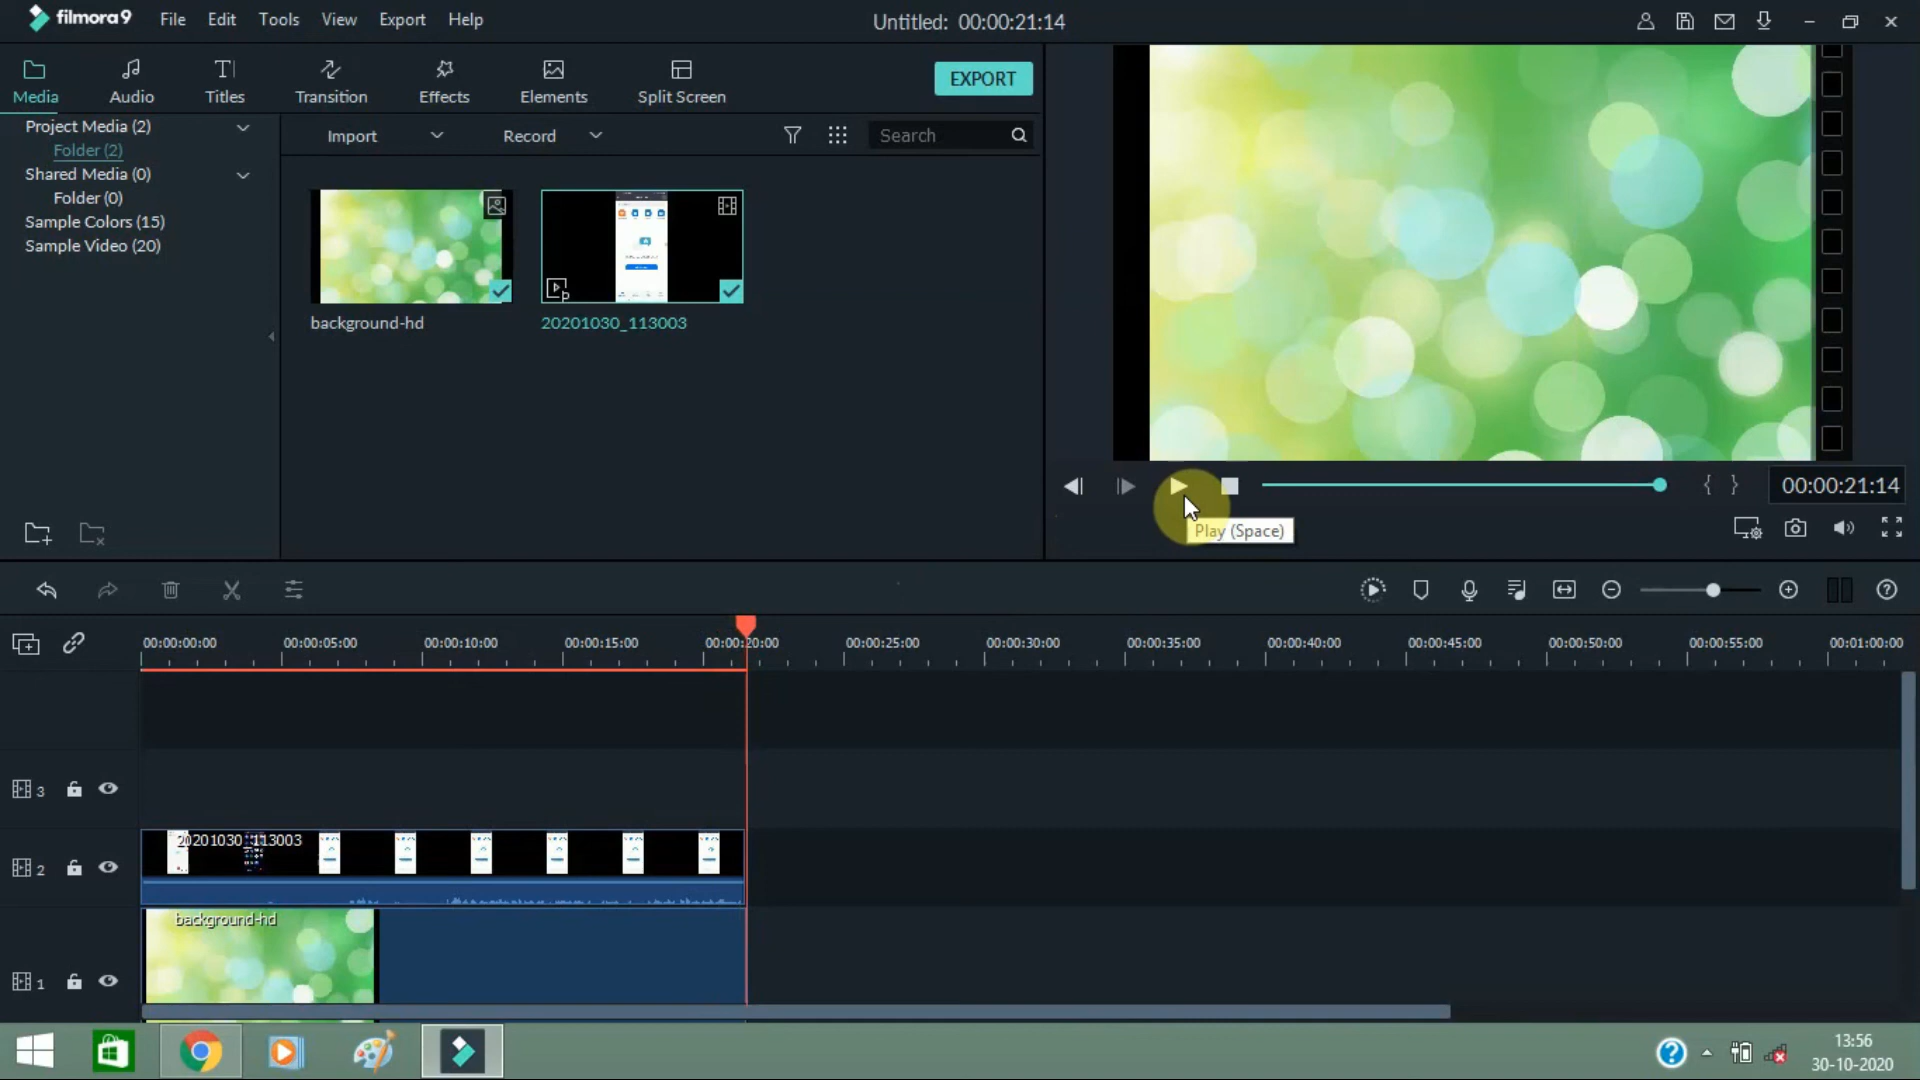 filmora9
File Edit Tools View Export Help
Untitled: 00:00:21:14
Media Audio Titles Transition Effects Elements Split Screen
EXPORT
Project Media (2)
Folder (2)
Shared Media (0)
Folder (0)
Sample Colors (15)
Sample Video (20)
Import Record Search
background-hd
20201030_113003
00:00:21:14
Play (Space)
00:00:00:00 00:00:05:00 00:00:10:00 00:00:15:00 00:00:20:00 00:00:25:00 00:00:30:00 00:00:35:00 00:00:40:00 00:00:45:00 00:00:50:00 00:00:55:00 00:01:00:00
3
20201030_113003
2
background-hd
1
13:56
30-10-2020